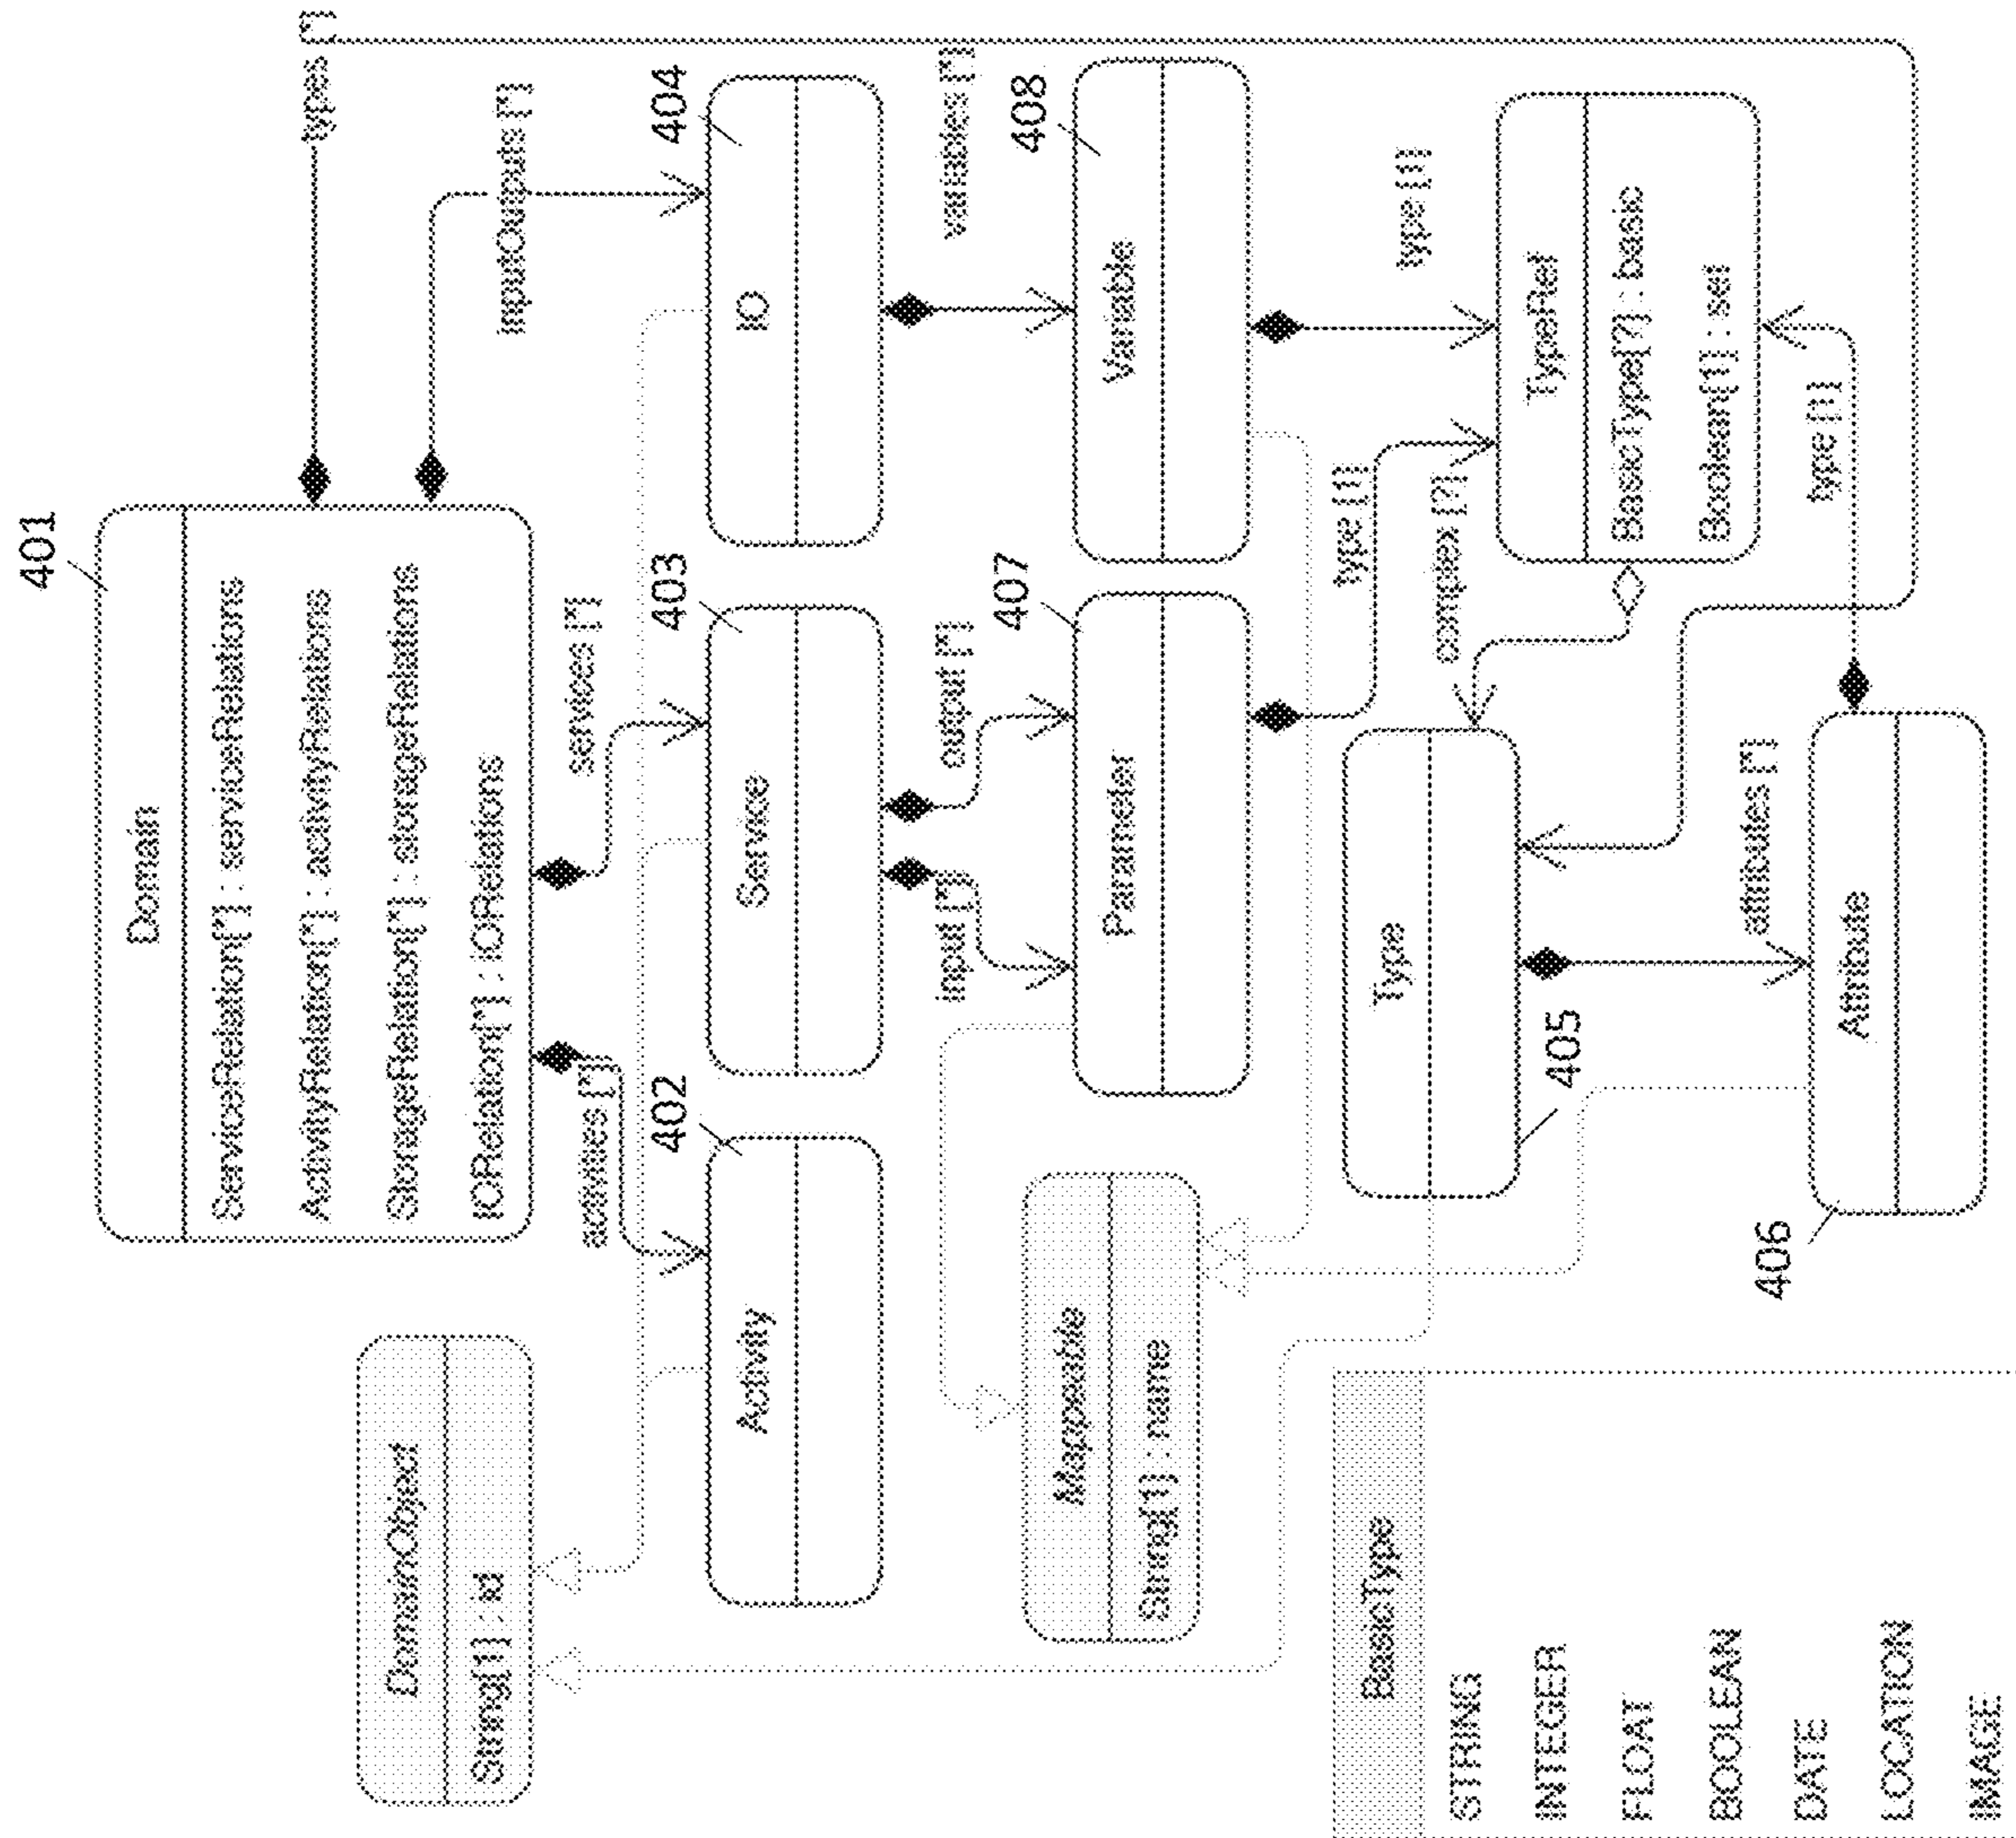 401
Domain
ServiceRelation[*] : serviceRelations
ActivityRelation[*] : activityRelations
StorageRelation[*] : storageRelations
IORelation[*] : iORelations
types [*]
inputOutputs [*]
services [*]
activities [*]
DomainObject
String[1] : id
402
Activity
403
Service
404
IO
input [*]
output [*]
variables [*]
Mappeable
String[1] : name
407
Parameter
408
Variable
type [1]
type [1]
complex [?]
405
Type
TypeRef
BasicType[?] : basic
Boolean[1] : set
attributes [*]
type [1]
406
Attribute
BasicType
STRING
INTEGER
FLOAT
BOOLEAN
DATE
LOCATION
IMAGE